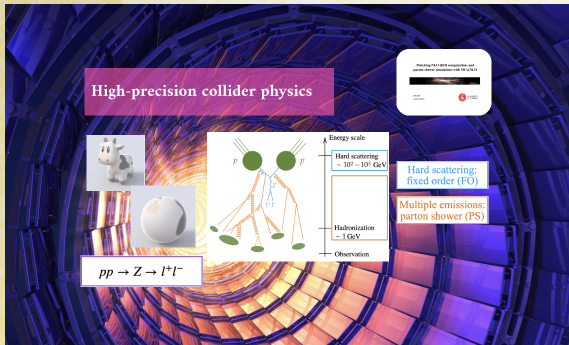 Matching NLO QCD computations and
parton shower simulations with MC@NLO
High-precision collider physics
Energy scale
p
p
Hard scattering
~ 10² – 10³ GeV
Z
l⁺ l⁻
Hadronization
~ 1 GeV
Observation
Hard scattering:
fixed order (FO)
Multiple emissions:
parton shower (PS)
pp → Z → l⁺l⁻